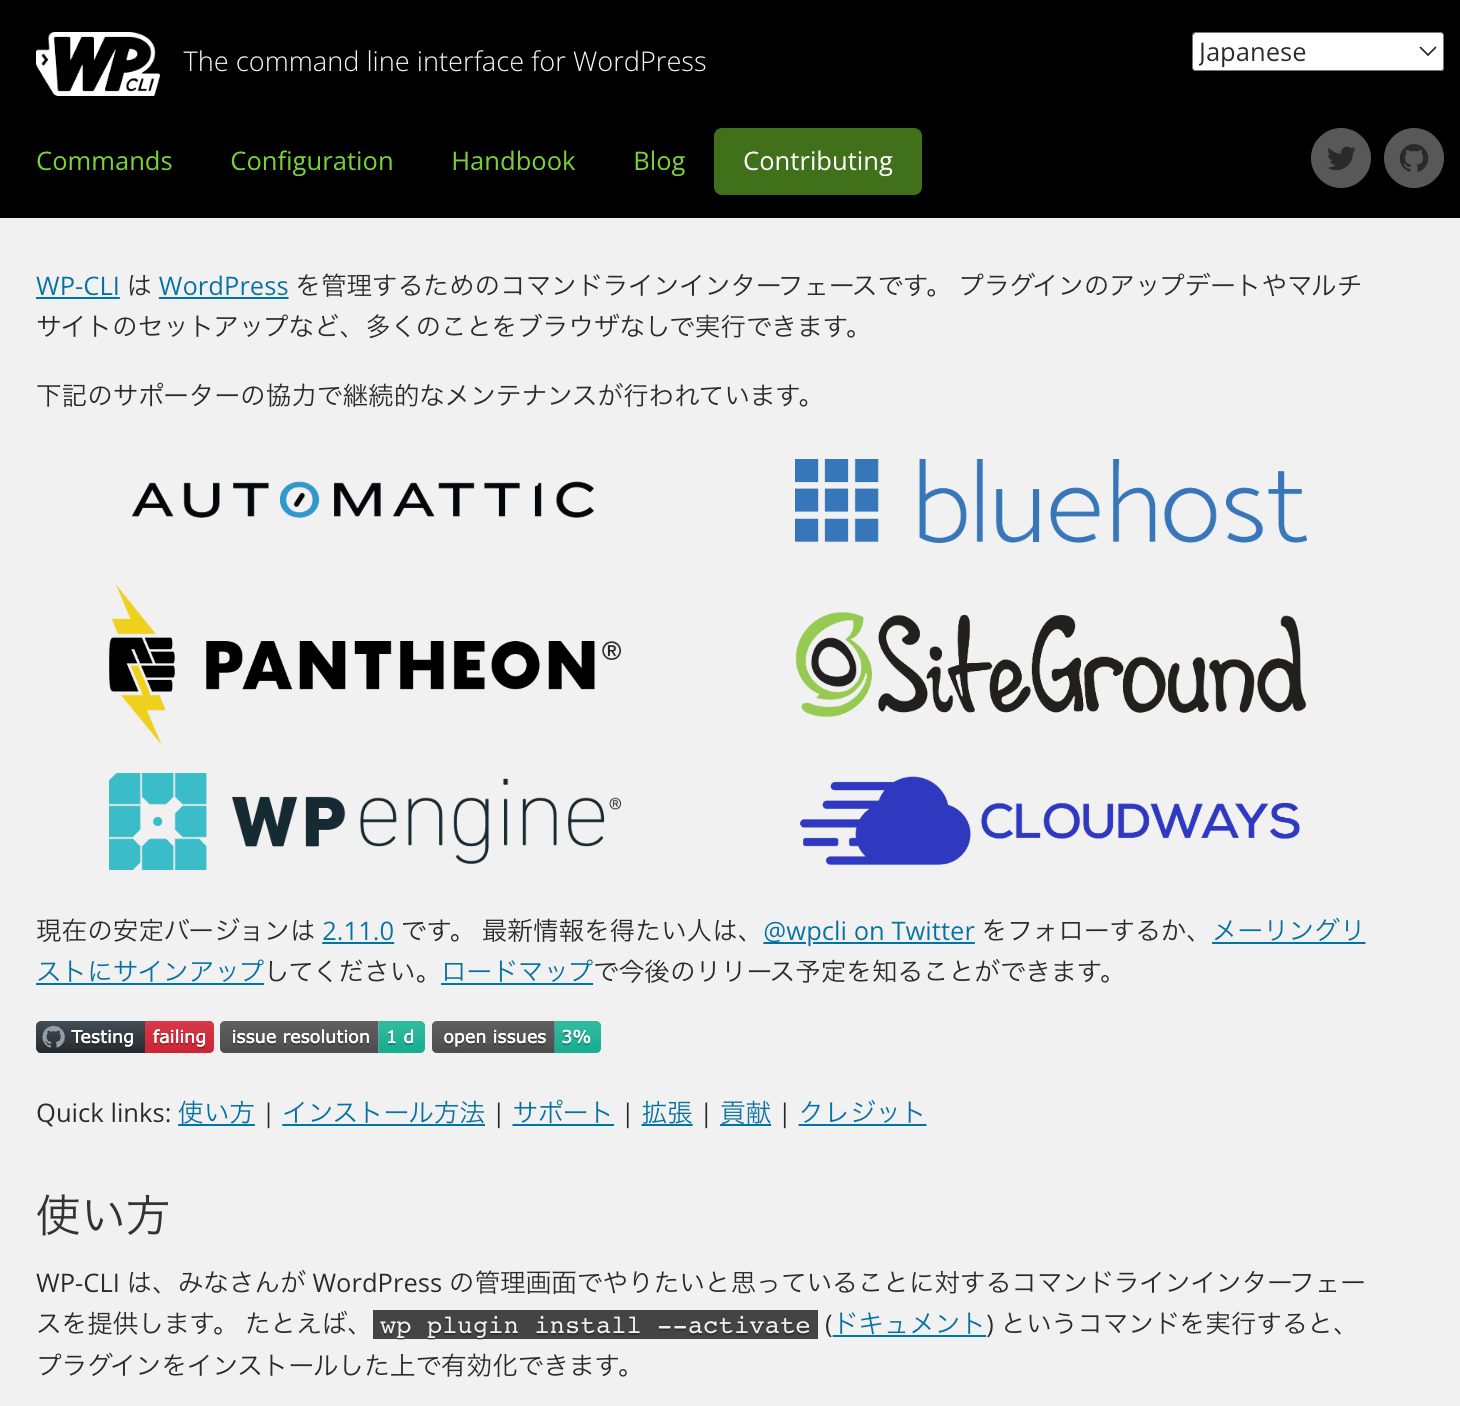 WP CLI
The command line interface for WordPress
Japanese
Commands Configuration Handbook Blog Contributing
WP-CLI は WordPress を管理するためのコマンドラインインターフェースです。 プラグインのアップデートやマルチ
サイトのセットアップなど、多くのことをブラウザなしで実行できます。
下記のサポーターの協力で継続的なメンテナンスが行われています。
AUTOMATTIC
bluehost
PANTHEON®
SiteGround
WP engine®
CLOUDWAYS
現在の安定バージョンは 2.11.0 です。 最新情報を得たい人は、@wpcli on Twitter をフォローするか、メーリングリ
ストにサインアップしてください。ロードマップで今後のリリース予定を知ることができます。
Testing failing issue resolution 1 d open issues 3%
Quick links: 使い方 | インストール方法 | サポート | 拡張 | 貢献 | クレジット
使い方
WP-CLI は、みなさんが WordPress の管理画面でやりたいと思っていることに対するコマンドラインインターフェー
スを提供します。 たとえば、wp plugin install --activate (ドキュメント) というコマンドを実行すると、
プラグインをインストールした上で有効化できます。